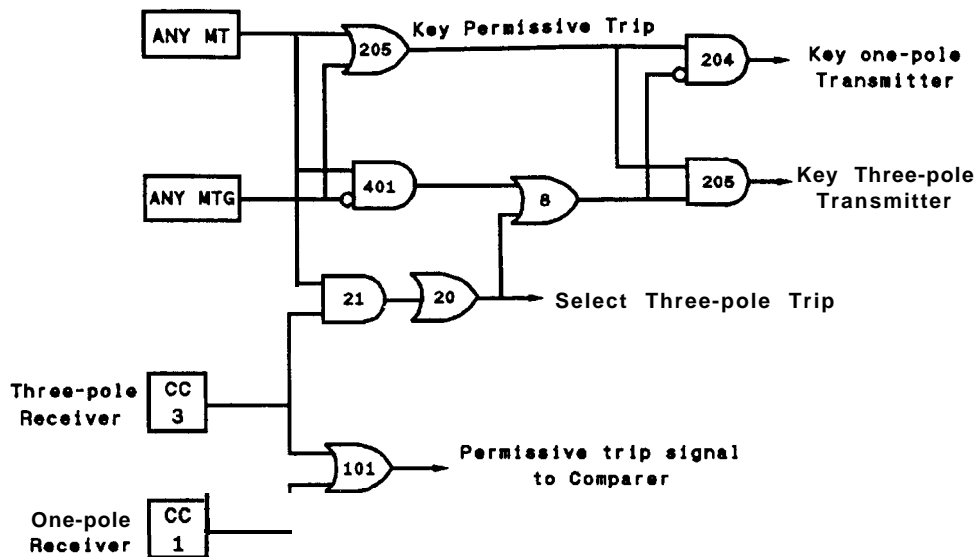 ANY MT
205
Key Permissive Trip
204
Key one-pole
Transmitter
ANY MTG
401
8
205
Key Three-pole
Transmitter
21
20
Select Three-pole Trip
Three-pole
Receiver
CC
3
101
Permissive trip signal
to Comparer
One-pole
Receiver
CC
1